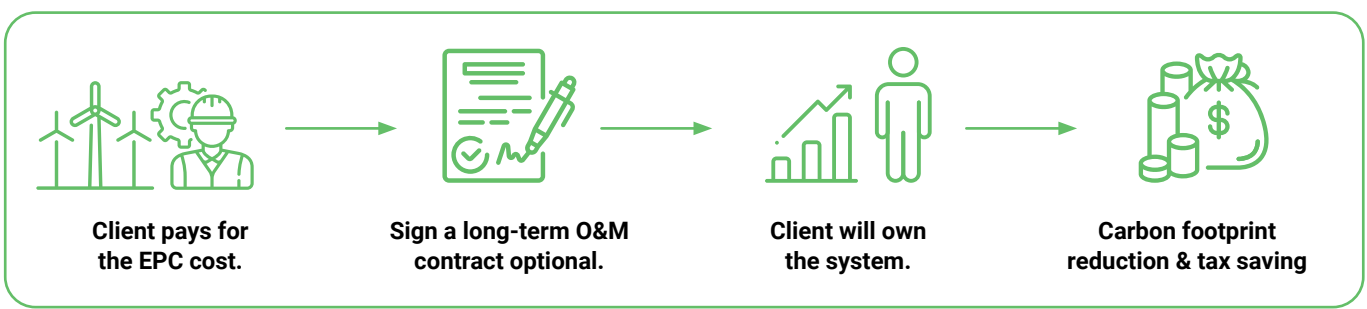 Client pays for
the EPC cost.
Sign a long-term O&M
contract optional.
Client will own
the system.
$
Carbon footprint
reduction & tax saving